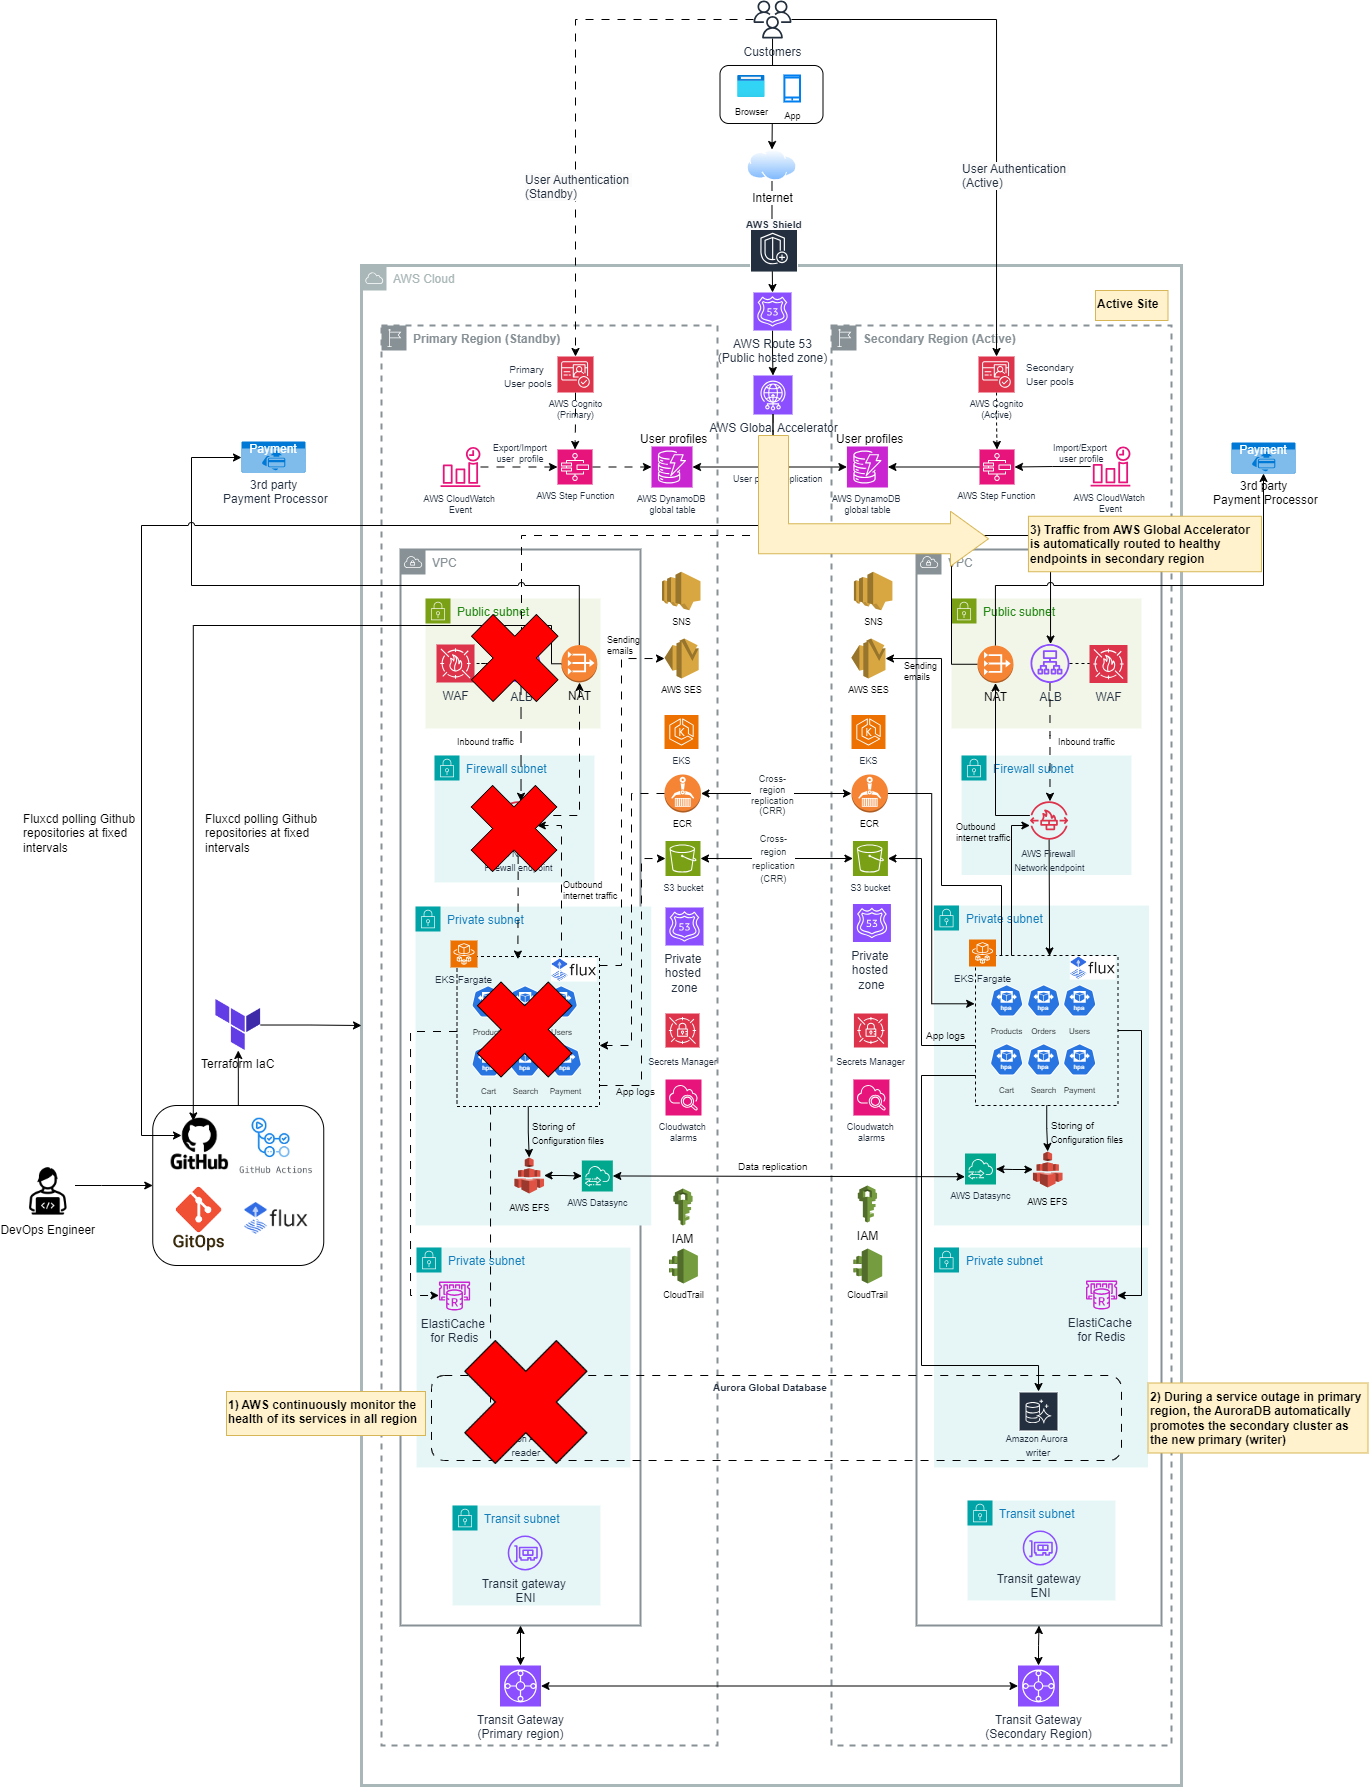 Customers
Browser
App
Internet
User Authentication
(Standby)
User Authentication
(Active)
AWS Shield
AWS Cloud
Active Site
53
AWS Route 53
(Public hosted zone)
Primary Region (Standby)
Secondary Region (Active)
Primary
User pools
AWS Cognito
(Primary)
Secondary
User pools
AWS Cognito
(Active)
AWS Global Accelerator
Export/Import
user profile
User profiles
User profiles
Import/Export
user profile
AWS CloudWatch
Event
AWS Step Function
AWS DynamoDB
global table
AWS DynamoDB
global table
AWS Step Function
AWS CloudWatch
Event
Payment
3rd party
Payment Processor
Payment
3rd party
Payment Processor
3) Traffic from AWS Global Accelerator
is automatically routed to healthy
endpoints in secondary
region
VPC
Public subnet
WAF
NAT
Sending
emails
Inbound traffic
SNS
AWS SES
SNS
AWS SES
Sending
emails
Public subnet
NAT
ALB
WAF
Inbound traffic
Firewall subnet
Outbound
internet traffic
EKS
ECR
S3 bucket
Cross-
region
replication
(CRR)
Cross-
region
replication
(CRR)
EKS
ECR
S3 bucket
Firewall subnet
Outbound
internet traffic
AWS Firewall
Network endpoint
Fluxcd polling Github
repositories at fixed
intervals
Fluxcd polling Github
repositories at fixed
intervals
Private subnet
EKS Fargate
flux
Cart
Search
Payment
App logs
53
Private
hosted
zone
53
Private
hosted
zone
Secrets Manager
Cloudwatch
alarms
Secrets Manager
Cloudwatch
alarms
Private subnet
EKS Fargate
flux
hpa
hpa
hpa
Products
Orders
Users
hpa
hpa
hpa
Cart
Search
Payment
App logs
Storing of
Configuration files
AWS EFS
AWS Datasync
Data replication
AWS Datasync
Storing of
Configuration files
AWS EFS
Terraform IaC
GitHub
GitHub Actions
GitOps
flux
DevOps Engineer
IAM
CloudTrail
IAM
CloudTrail
Private subnet
R
ElastiCache
for Redis
Private subnet
R
ElastiCache
for Redis
Aurora Global Database
1) AWS continuously monitor the
health of its services in all region
reader
Amazon Aurora
writer
2) During a service outage in primary
region, the AuroraDB automatically
promotes the secondary cluster as
the new primary (writer)
Transit subnet
Transit gateway
ENI
Transit subnet
Transit gateway
ENI
Transit Gateway
(Primary region)
Transit Gateway
(Secondary Region)